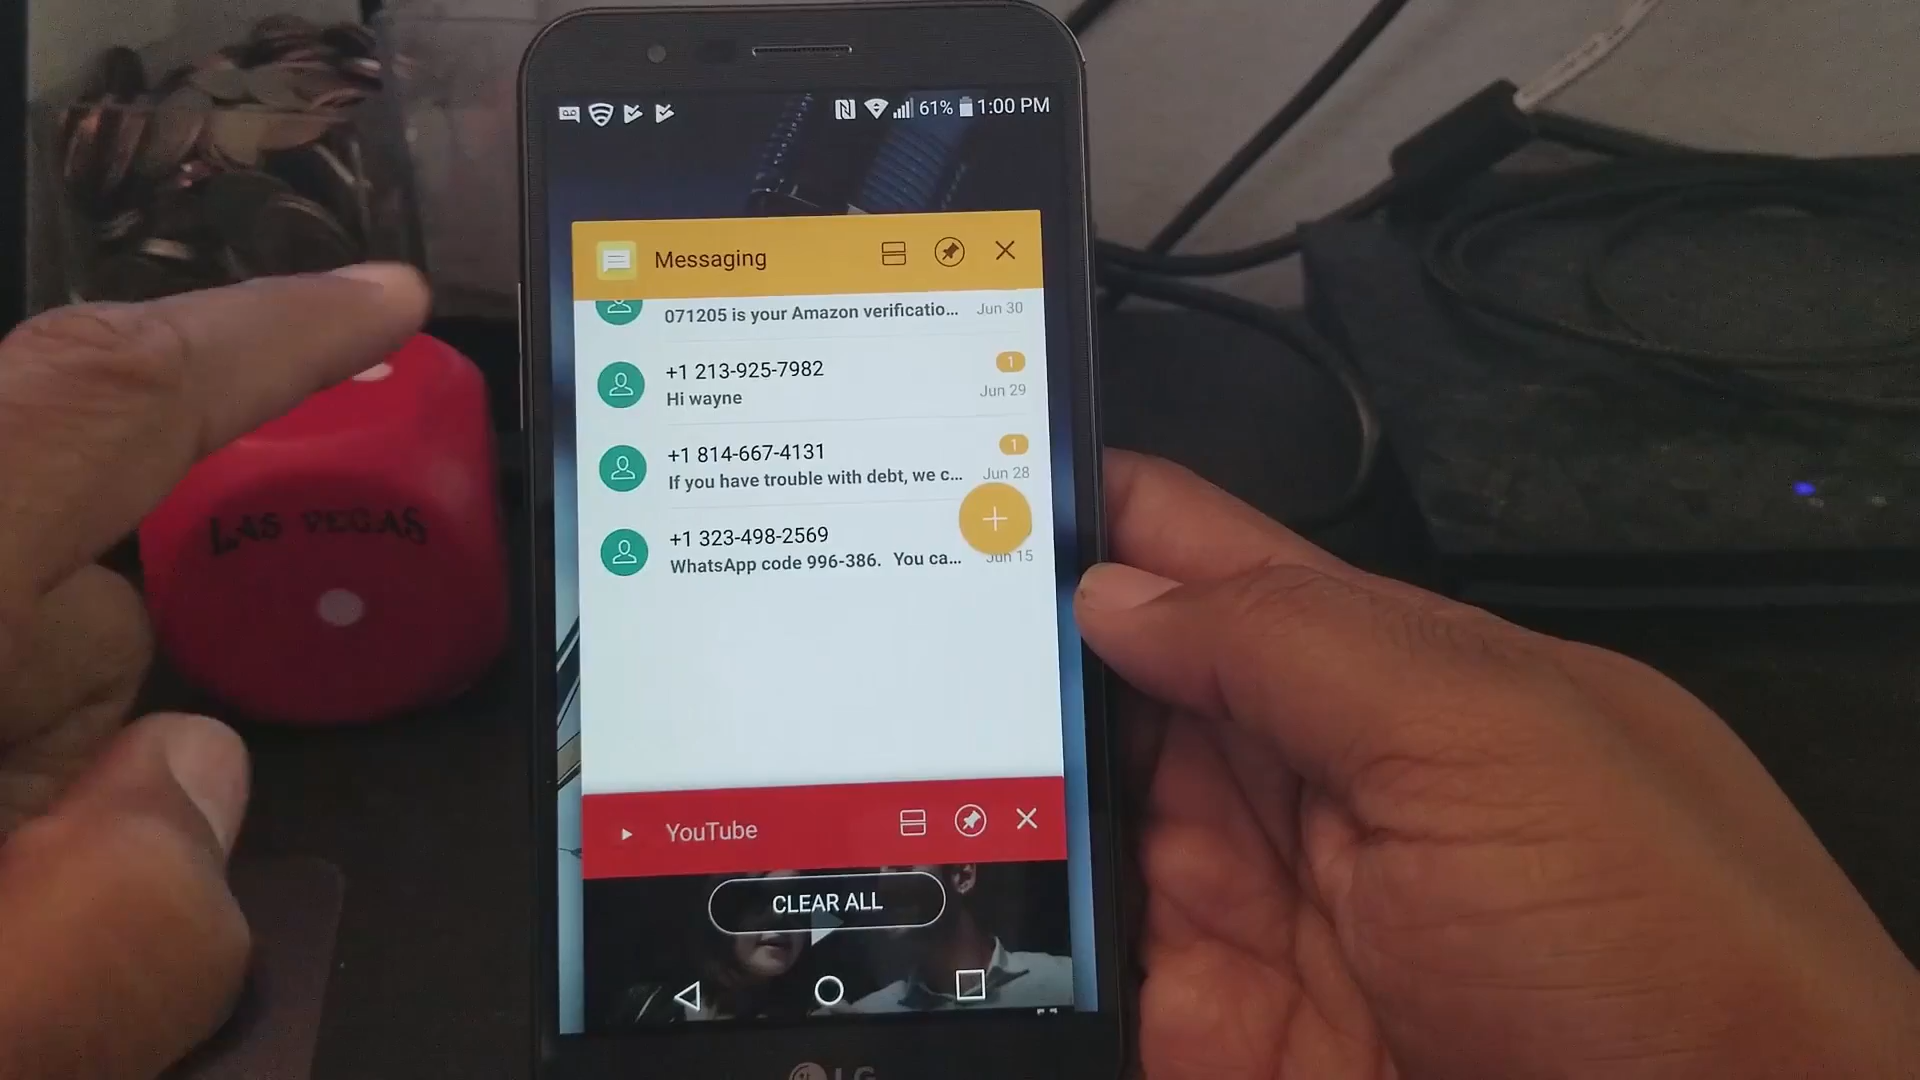 61% 1:00 PM
Messaging
071205 is your Amazon verificatio... Jun 30
+1 213-925-7982 1
Hi wayne Jun 29
+1 814-667-4131 1
If you have trouble with debt, we c... Jun 28
+1 323-498-2569
WhatsApp code 996-386. You ca... Jun 15
YouTube
CLEAR ALL
LG
LAS VEGAS